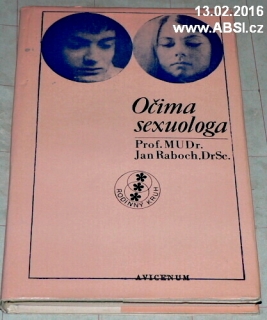 13.02.2016
www.ABSI.cz
Očima
sexuologa
Prof. MUDr.
Jan Raboch, DrSc.
RODINNÝ KRUH
AVICENUM